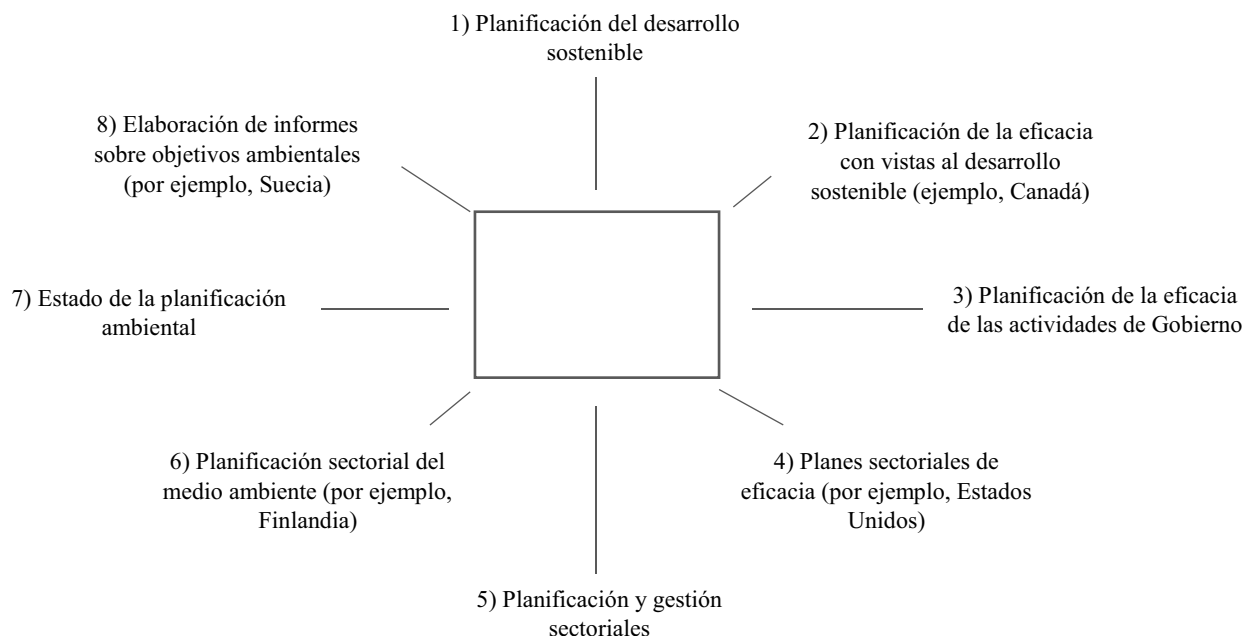 1) Planificación del desarrollo
sostenible
8) Elaboración de informes
sobre objetivos ambientales
(por ejemplo, Suecia)
2) Planificación de la eficacia
con vistas al desarrollo
sostenible (ejemplo, Canadá)
7) Estado de la planificación
ambiental
3) Planificación de la eficacia
de las actividades de Gobierno
6) Planificación sectorial del
medio ambiente (por ejemplo,
Finlandia)
4) Planes sectoriales de
eficacia (por ejemplo, Estados
Unidos)
5) Planificación y gestión
sectoriales